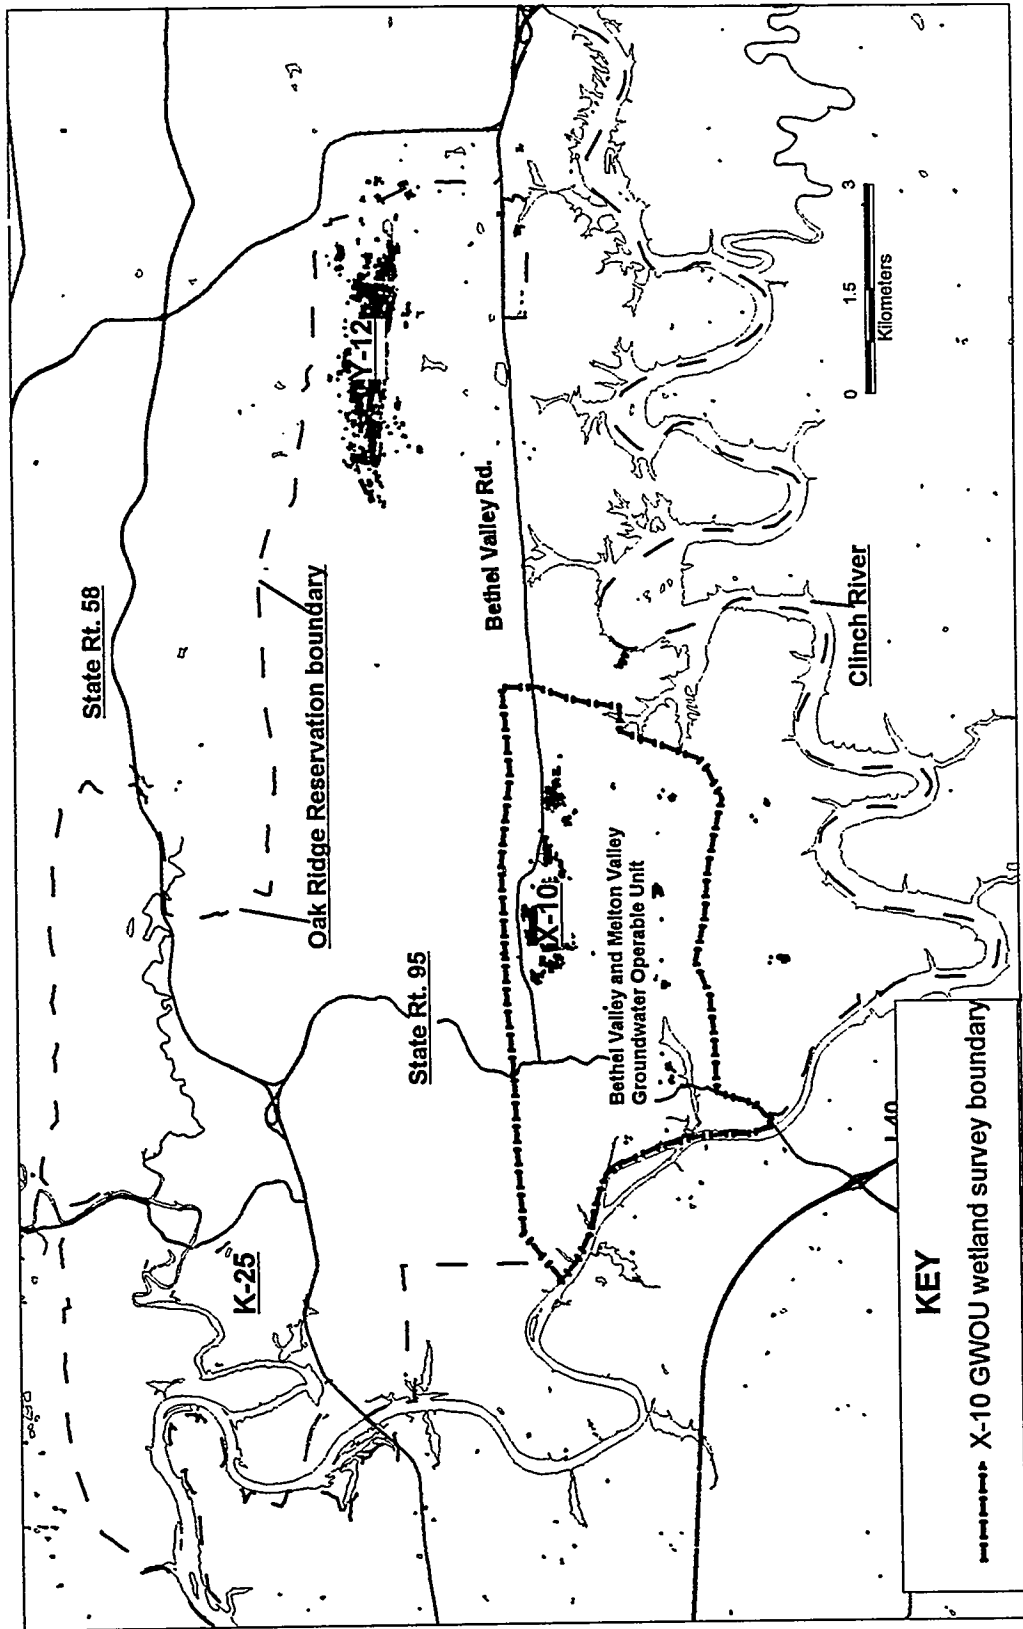 State Rt. 58
Oak Ridge Reservation boundary
Y-12
Bethel Valley Rd.
State Rt. 95
K-25
X-10
Bethel Valley and Melton Valley
Groundwater Operable Unit
Clinch River
0 1.5 3
Kilometers
KEY
X-10 GWOU wetland survey boundary